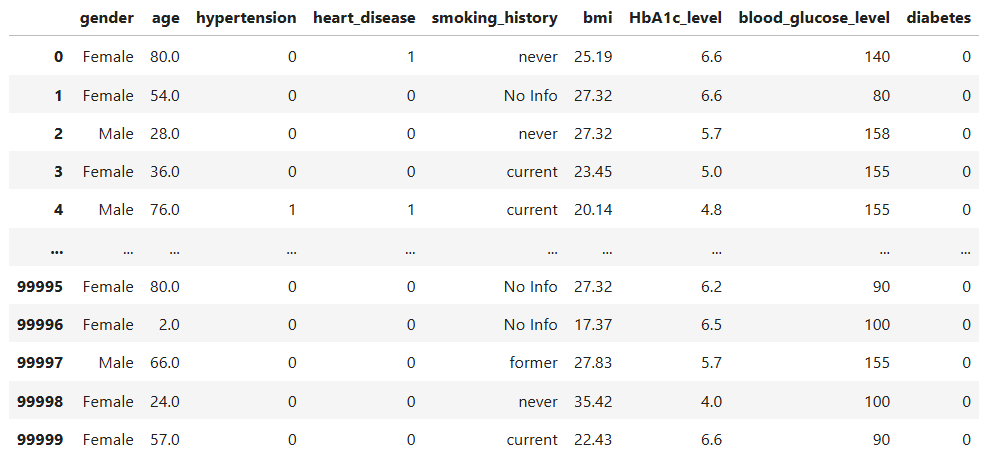 gender age hypertension heart_disease smoking_history bmi HbA1c_level blood_glucose_level diabetes
0 Female 80.0 0 1 never 25.19 6.6 140 0
1 Female 54.0 0 0 No Info 27.32 6.6 80 0
2 Male 28.0 0 0 never 27.32 5.7 158 0
3 Female 36.0 0 0 current 23.45 5.0 155 0
4 Male 76.0 1 1 current 20.14 4.8 155 0
... ... ... ... ... ... ... ... ... ...
99995 Female 80.0 0 0 No Info 27.32 6.2 90 0
99996 Female 2.0 0 0 No Info 17.37 6.5 100 0
99997 Male 66.0 0 0 former 27.83 5.7 155 0
99998 Female 24.0 0 0 never 35.42 4.0 100 0
99999 Female 57.0 0 0 current 22.43 6.6 90 0